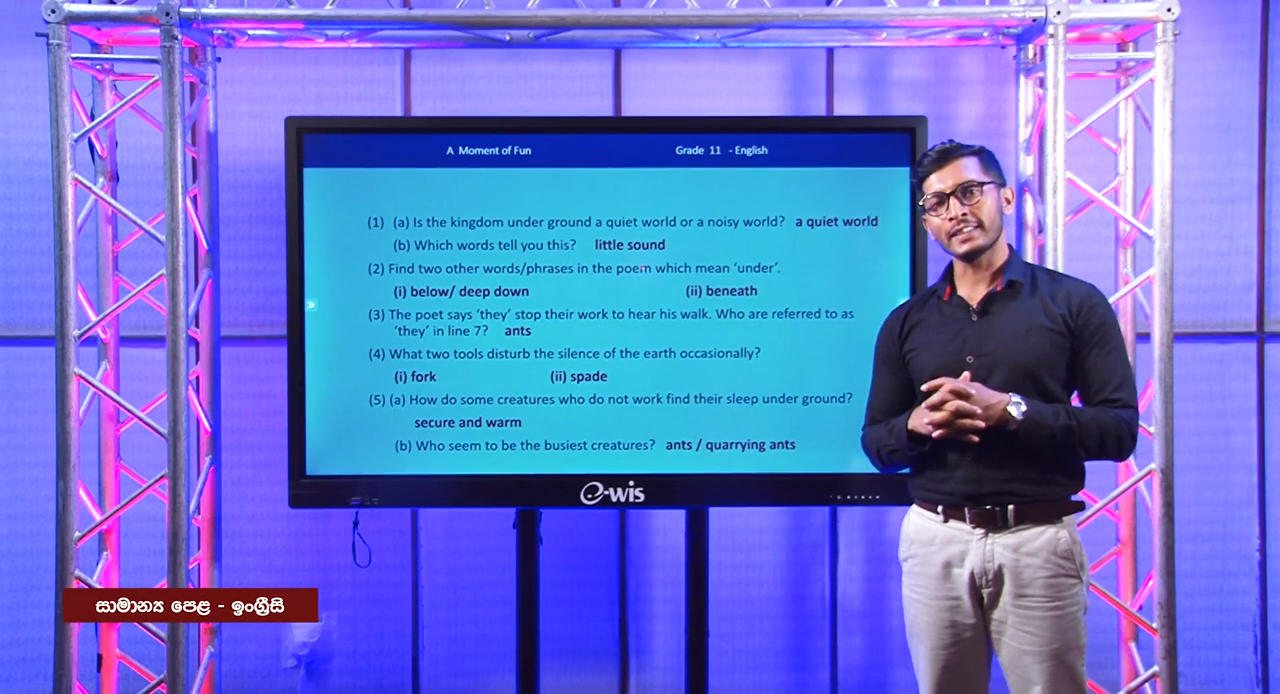 A Moment of Fun
Grade 11 - English
(1) (a) Is the kingdom under ground a quiet world or a noisy world? a quiet world
(b) Which words tell you this? little sound
(2) Find two other words/phrases in the poem which mean ‘under’.
(i) below/ deep down (ii) beneath
(3) The poet says ‘they’ stop their work to hear his walk. Who are referred to as
‘they’ in line 7? ants
(4) What two tools disturb the silence of the earth occasionally?
(i) fork (ii) spade
(5) (a) How do some creatures who do not work find their sleep under ground?
secure and warm
(b) Who seem to be the busiest creatures? ants / quarrying ants
e-wis
සාමාන්‍ය පෙළ - ඉංග්‍රීසි